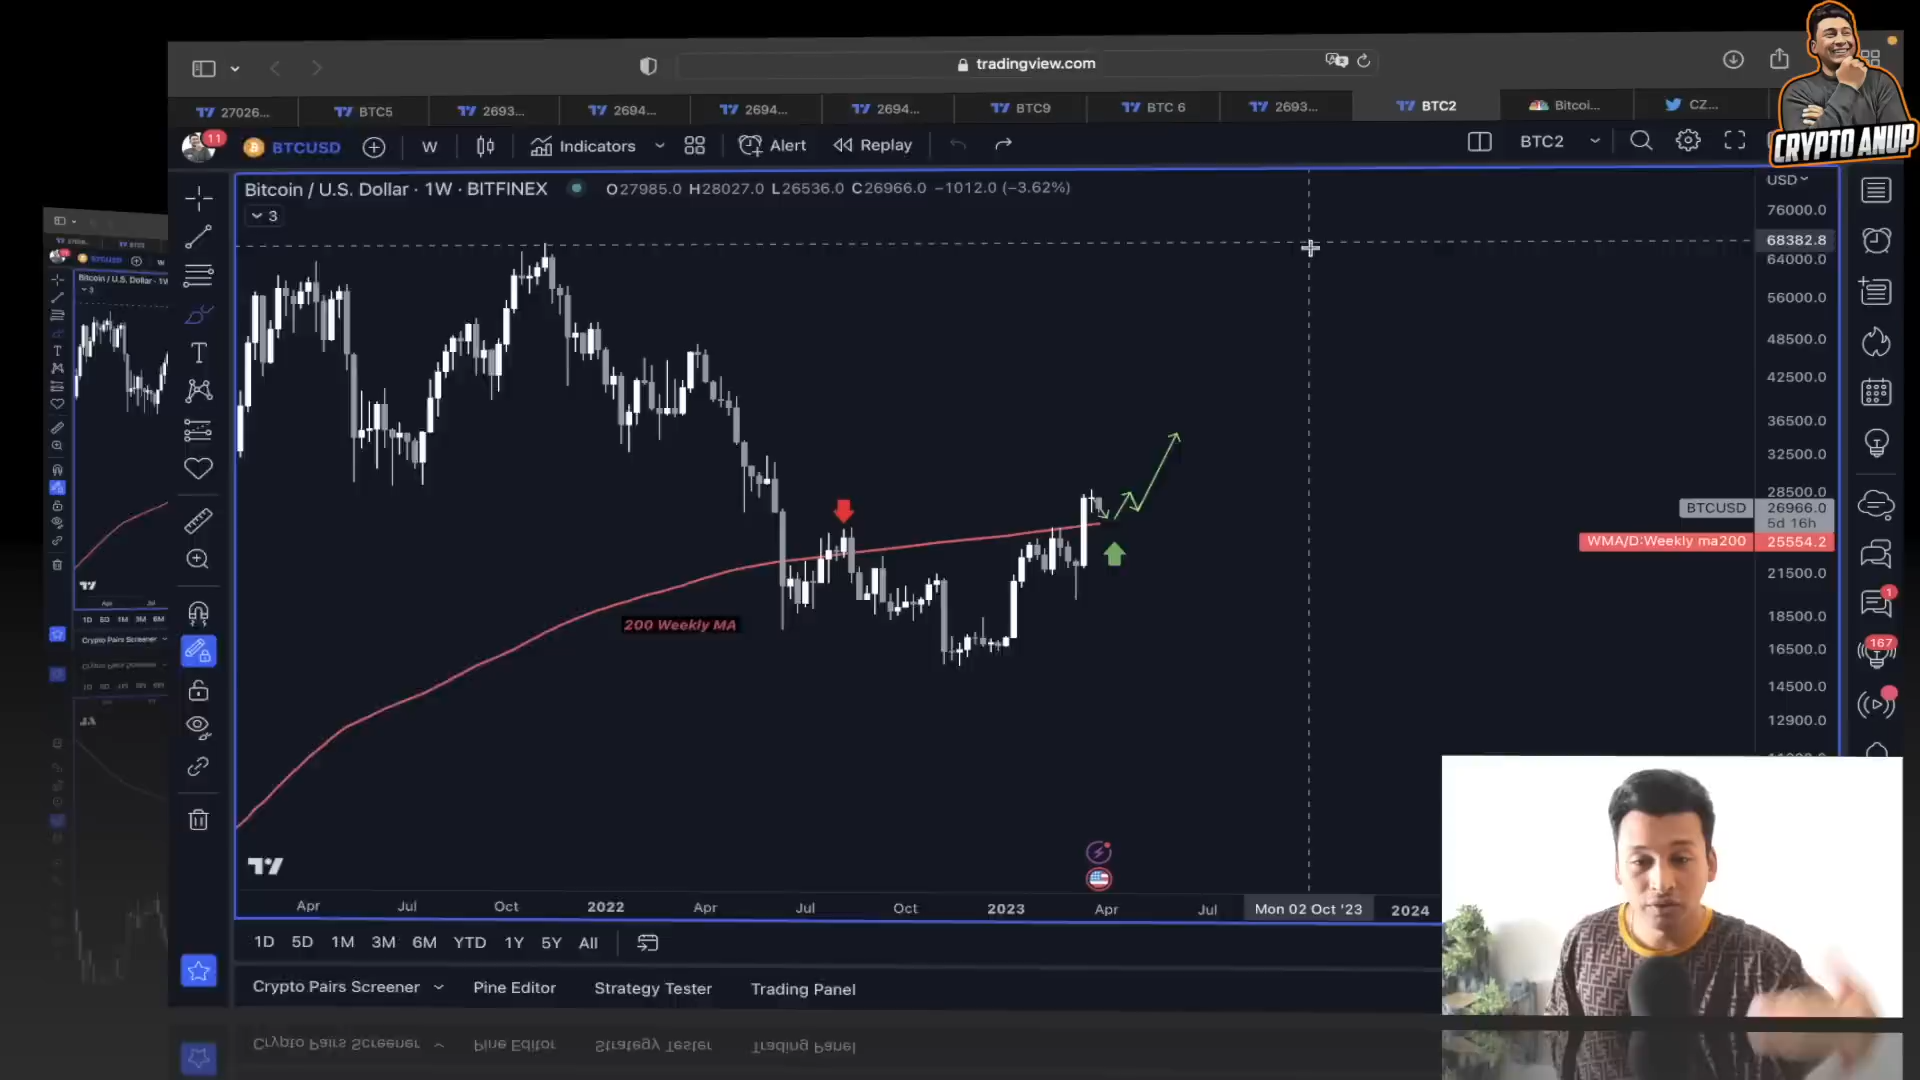 tradingview.com
27026... BTC5 2693... 2694... 2694... 2694... BTC9 BTC 6 2693... BTC2 Bitcoi... CZ...
CRYPTO ANUP
11 BTCUSD W Indicators Alert Replay BTC2
Bitcoin / U.S. Dollar · 1W · BITFINEX O27985.0 H28027.0 L26536.0 C26966.0 −1012.0 (−3.62%)
USD
3
76000.0
68382.8
64000.0
56000.0
48500.0
42500.0
36500.0
32500.0
28500.0
BTCUSD 26966.0
5d 16h
WMA/D:Weekly ma200 25554.2
21500.0
18500.0
16500.0
14500.0
12900.0
200 Weekly MA
1
167
Apr Jul Oct 2022 Apr Jul Oct 2023 Apr Jul Mon 02 Oct '23 2024
1D 5D 1M 3M 6M YTD 1Y 5Y All
Crypto Pairs Screener Pine Editor Strategy Tester Trading Panel